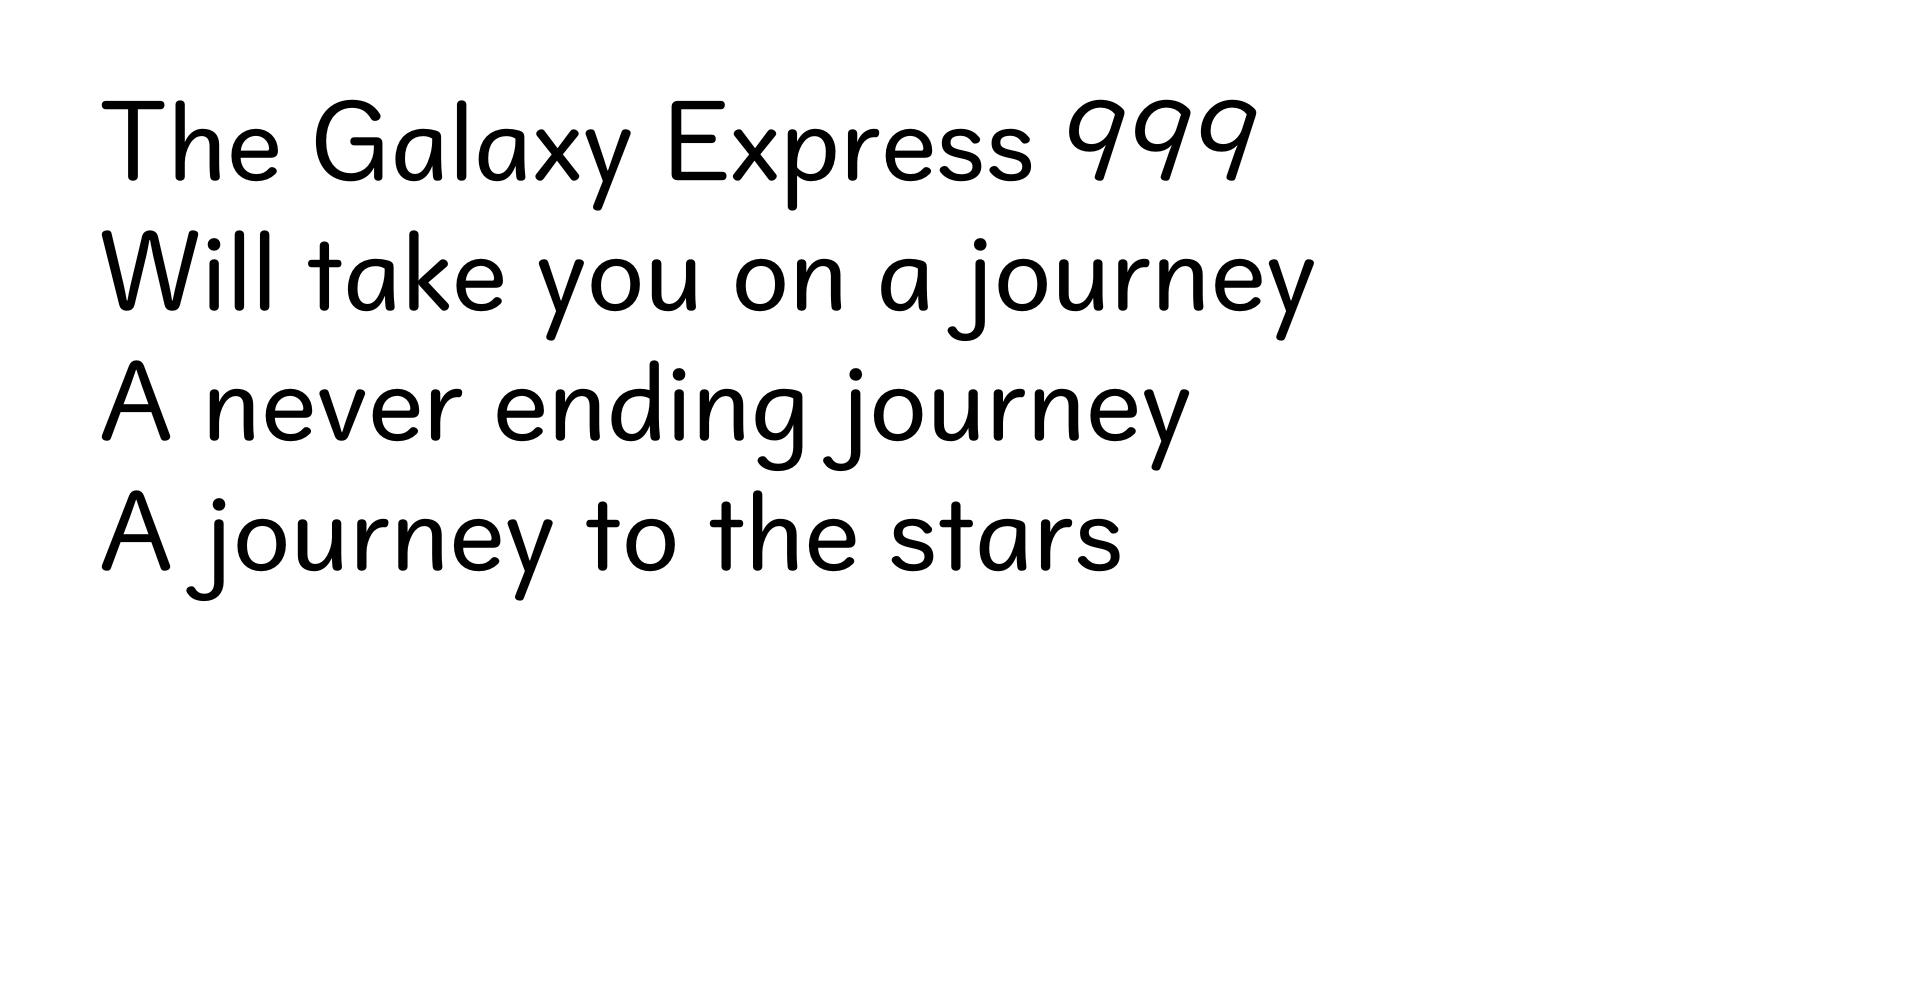 The Galaxy Express 999
Will take you on a journey
A never ending journey
A journey to the stars